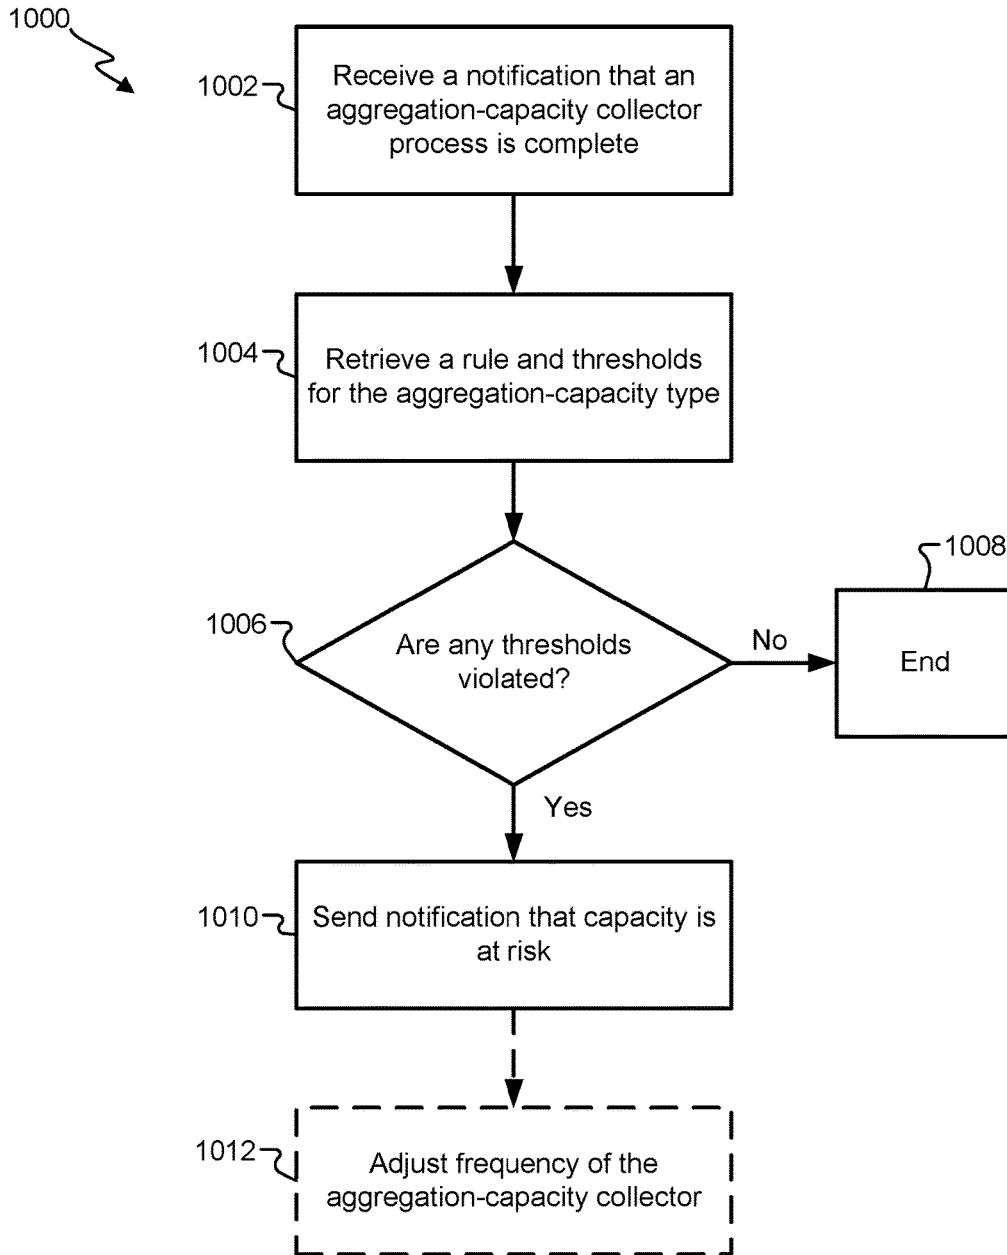 1000
1002
Receive a notification that an
aggregation-capacity collector
process is complete
1004
Retrieve a rule and thresholds
for the aggregation-capacity type
1006
Are any thresholds
violated?
No
1008
End
Yes
1010
Send notification that capacity is
at risk
1012
Adjust frequency of the
aggregation-capacity collector